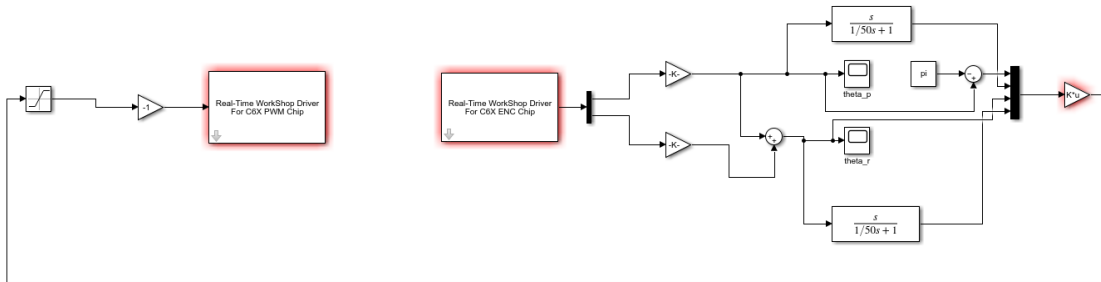 s
1/50s + 1
-K-
pi
theta_p
-1
Real-Time WorkShop Driver
For C6X PWM Chip
Real-Time WorkShop Driver
For C6X ENC Chip
K*u
-K-
theta_r
s
1/50s + 1